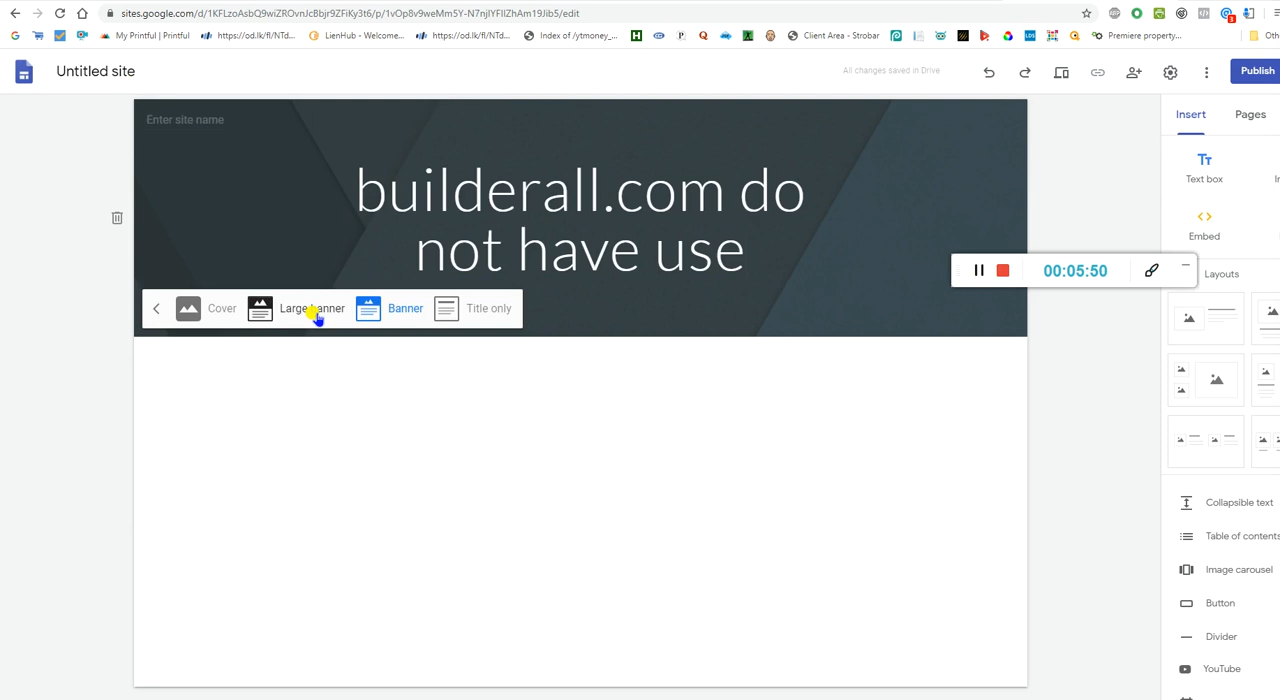 sites.google.com/d/1KFLzoAsbQ9wiZROvnJcBbjr9ZFiKy3t6/p/1vOp8v9weMm5Y-N7njIYFIlZhAm19Jib5/edit
My Printful | Printful
https://od.lk/fl/NTd...
LienHub - Welcome...
https://od.lk/fl/NTd...
Index of /ytmoney_...
Client Area - Strobar
Premiere property...
Oth
Untitled site
All changes saved in Drive
Publish
Enter site name
Insert
Pages
builderall.com do
not have use
Text box
Embed
00:05:50
Layouts
Cover
Large banner
Banner
Title only
Collapsible text
Table of contents
Image carousel
Button
Divider
YouTube